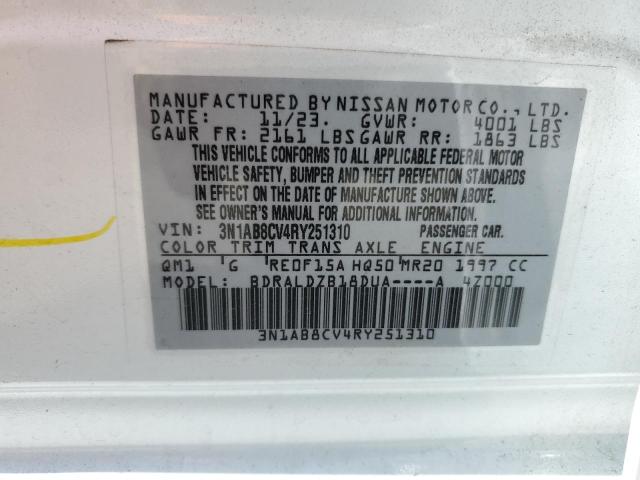 MANUFACTURED BY NISSAN MOTOR CO., LTD.
DATE: 11/23. GVWR: 4001 LBS
GAWR FR: 2161 LBS GAWR RR: 1863 LBS
THIS VEHICLE CONFORMS TO ALL APPLICABLE FEDERAL MOTOR
VEHICLE SAFETY, BUMPER AND THEFT PREVENTION STANDARDS
IN EFFECT ON THE DATE OF MANUFACTURE SHOWN ABOVE.
SEE OWNER'S MANUAL FOR ADDITIONAL INFORMATION.
VIN: 3N1AB8CV4RY251310 PASSENGER CAR.
COLOR TRIM TRANS AXLE ENGINE
QM1 'G 'RE0F15A HQ50 MR20 1997 CC
MODEL: BDRALDZB18DUA----A 4Z000
3N1AB8CV4RY251310